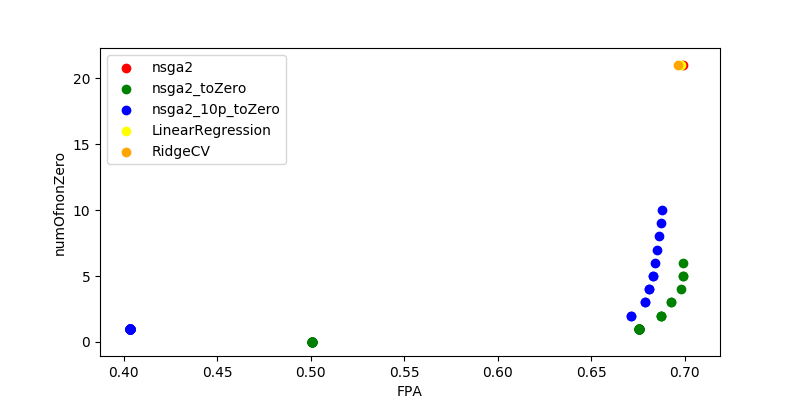 nsga2
nsga2_toZero
nsga2_10p_toZero
LinearRegression
RidgeCV
numOfnonZero
20
15
10
5
0
0.40 0.45 0.50 0.55 0.60 0.65 0.70
FPA